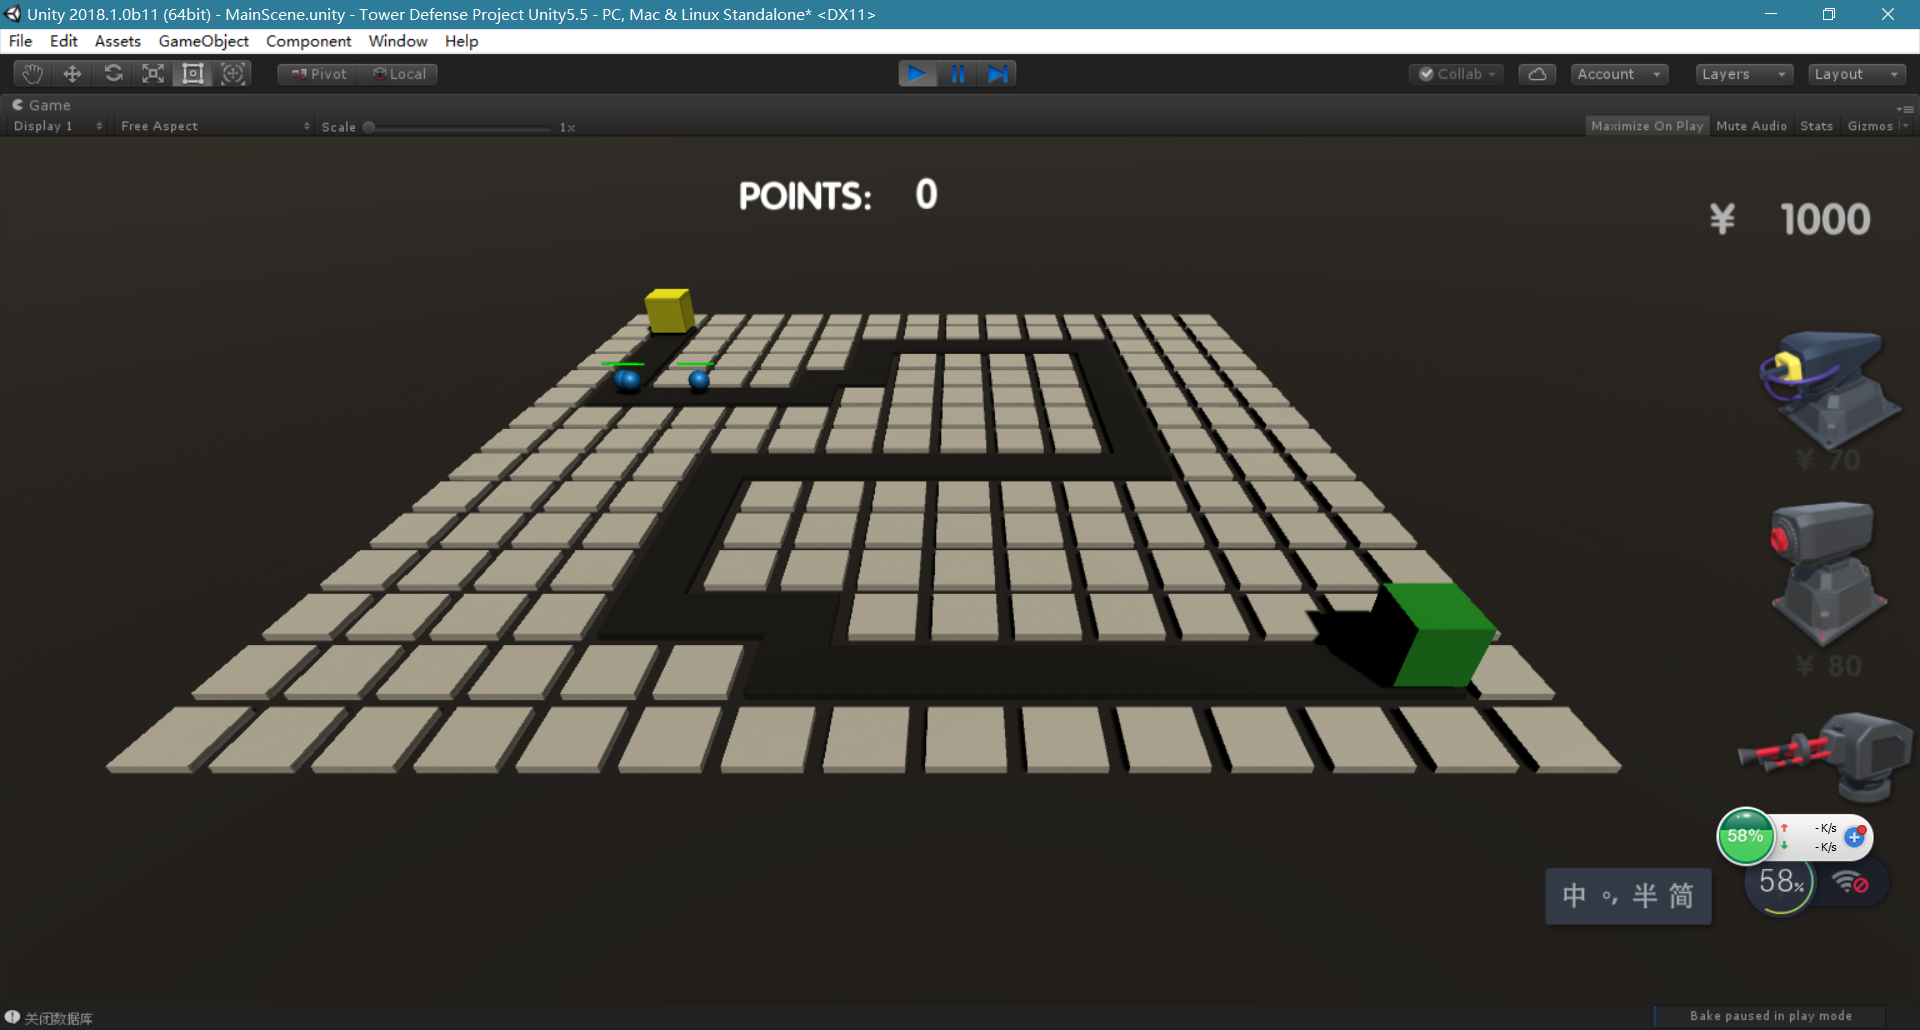 Unity 2018.1.0b11 (64bit) - MainScene.unity - Tower Defense Project Unity5.5 - PC, Mac & Linux Standalone* <DX11>
File Edit Assets GameObject Component Window Help
Pivot Local Collab Account Layers Layout
Game
Display 1 Free Aspect Scale 1x Maximize On Play Mute Audio Stats Gizmos
POINTS: 0
¥ 1000
¥ 70
¥ 80
58% - K/s
- K/s
58%
中 °, 半 简
关闭数据库
Bake paused in play mode